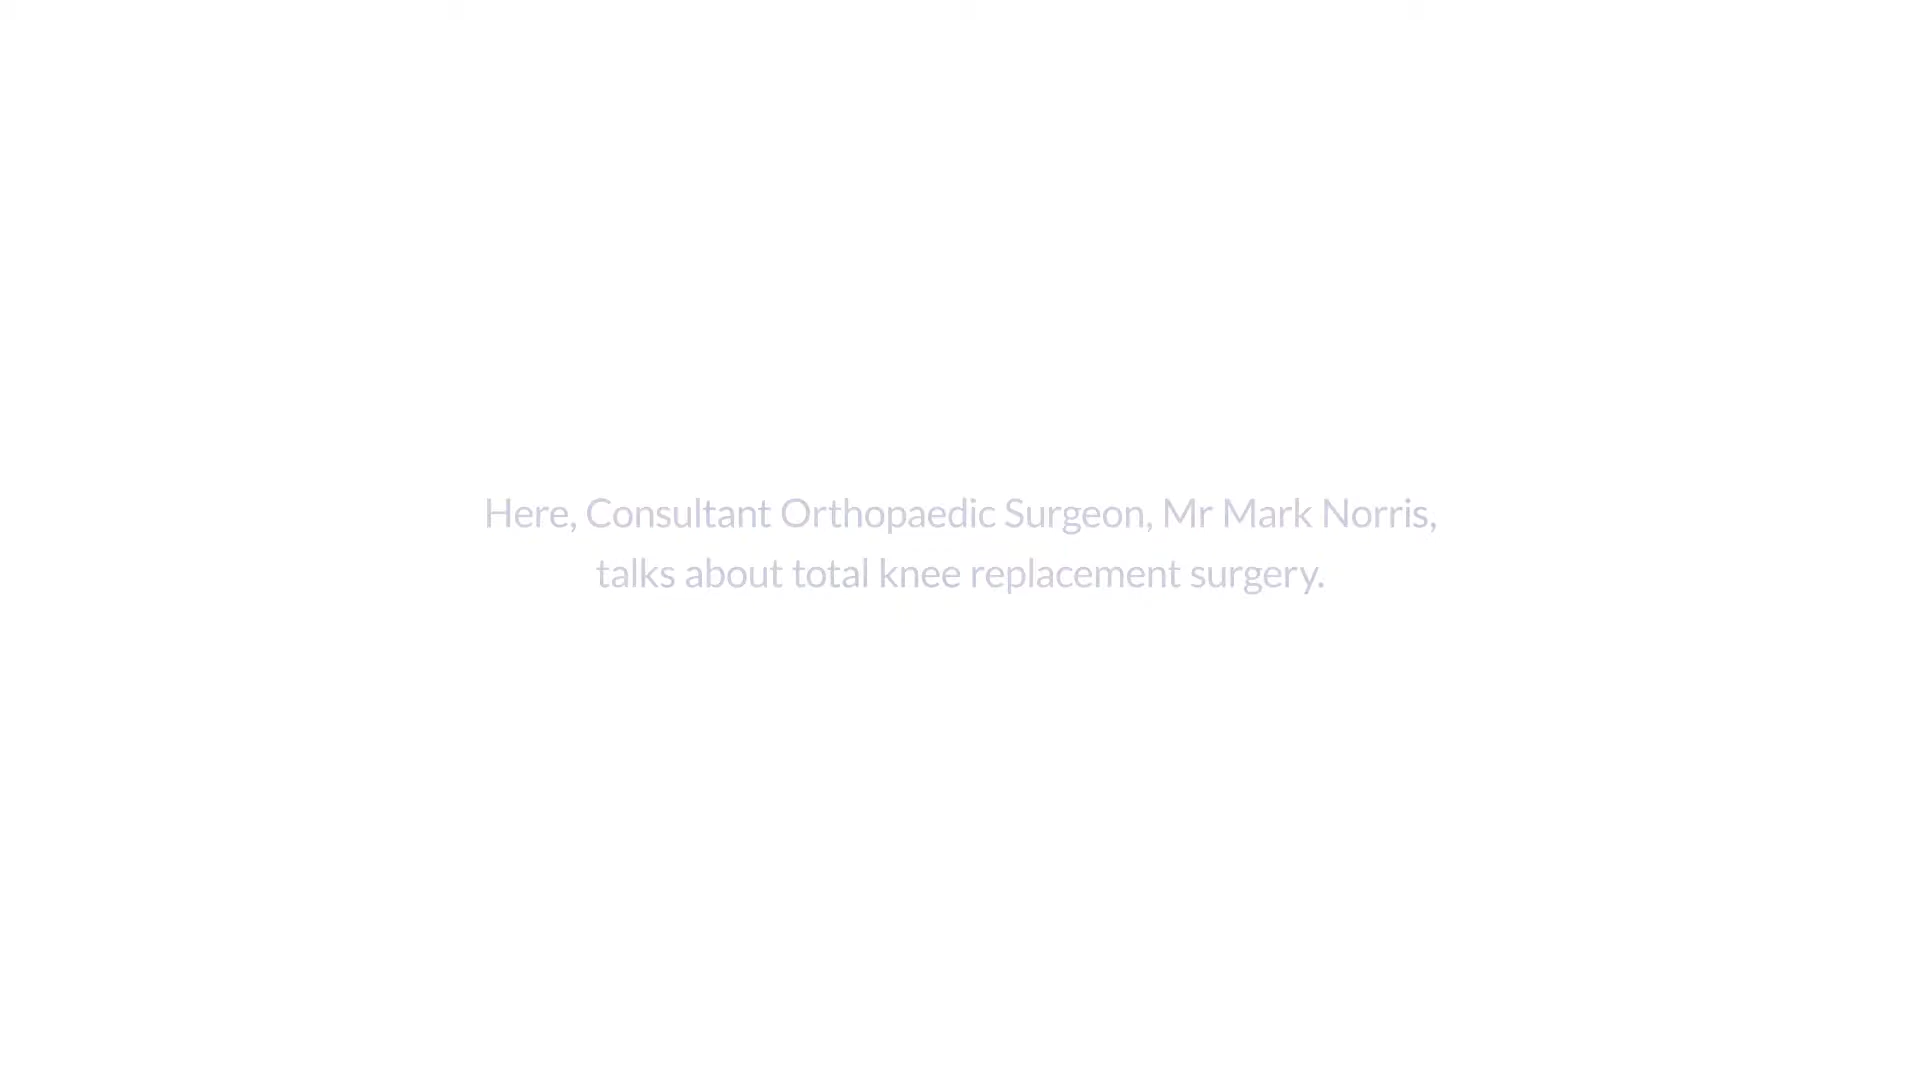 Here, Consultant Orthopaedic Surgeon, Mr Mark Norris,
talks about total knee replacement surgery.